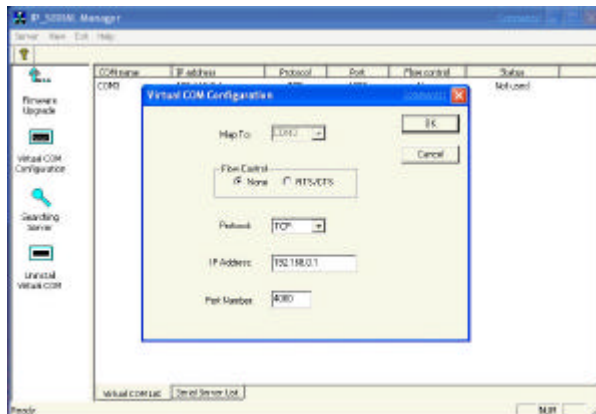 IP_SERIAL Manager
Server View Exit Help
COM name IP address Protocol Port Flow control Status
COM3 Not used
Firmware
Upgrade
Virtual COM
Configuration
Searching
Server
Uninstall
Virtual COM
Virtual COM Configuration
Map To: COM3
OK
Cancel
Flow Control
None RTS/CTS
Protocol: TCP
IP Address: 192.168.0.1
Port Number: 4000
Virtual COM List Serial Server List
Ready NUM